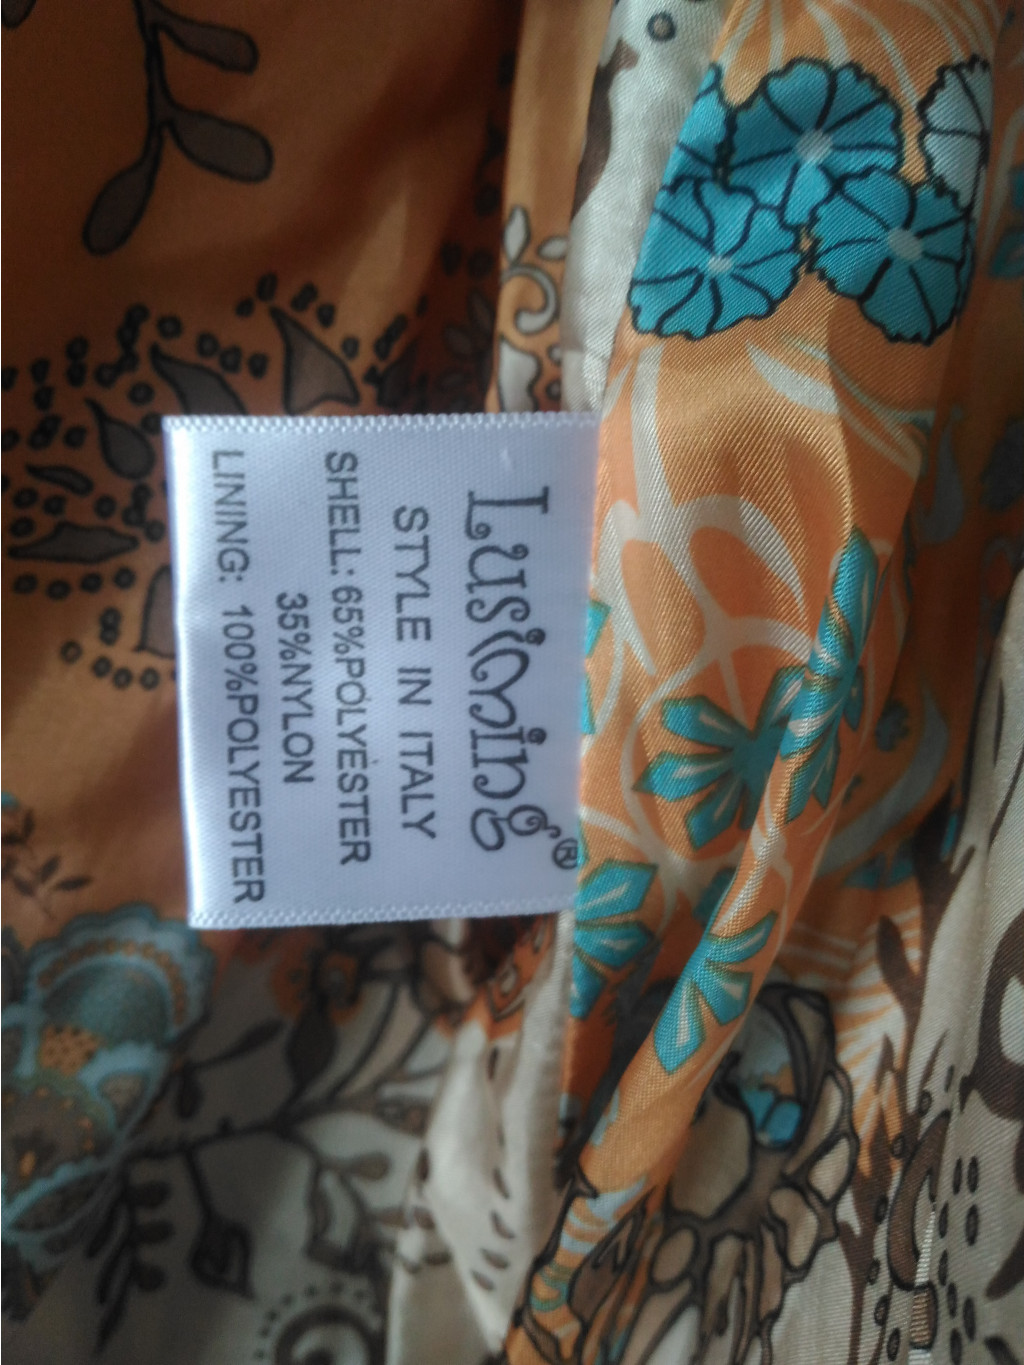 Lusiming®
STYLE IN ITALY
SHELL: 65%POLYESTER
35%NYLON
LINING: 100%POLYESTER